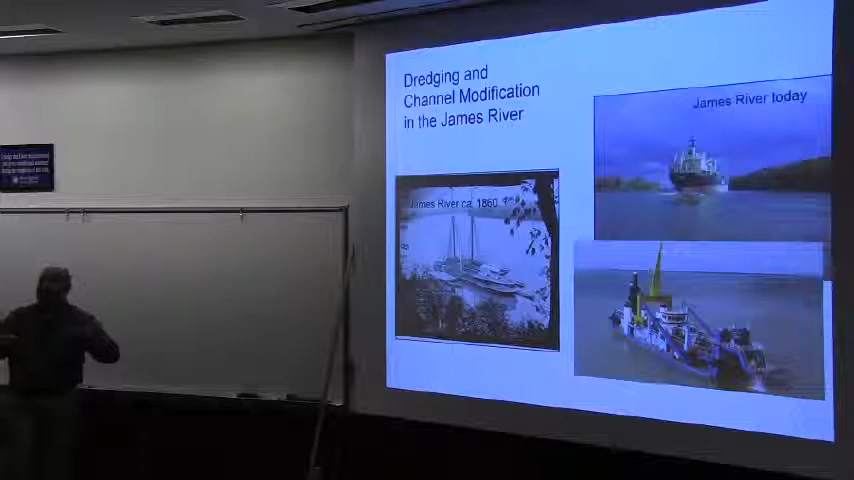 Dredging and
Channel Modification
in the James River
James River today
James River ca. 1860